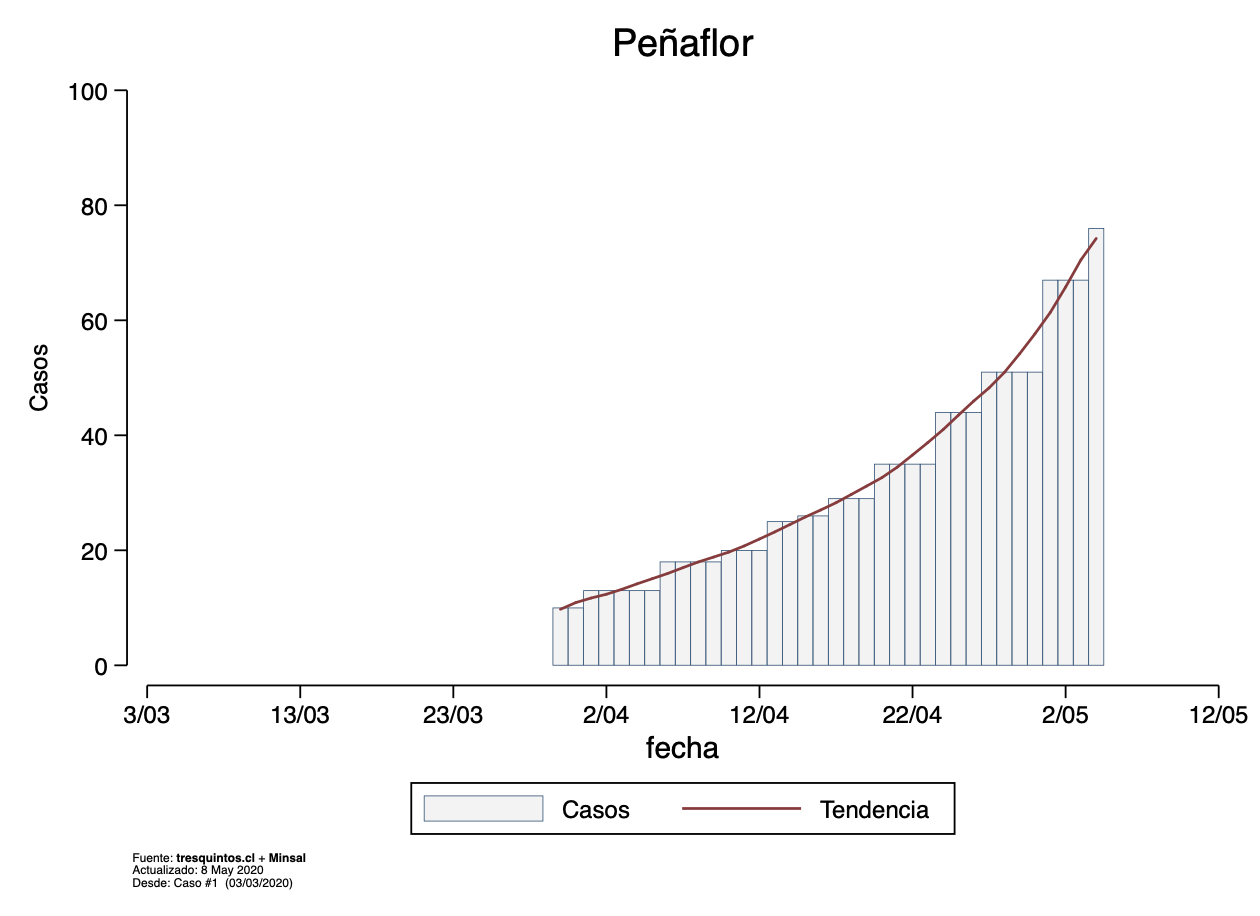 Peñaflor
100
80
60
40
20
0
Casos
3/03 13/03 23/03 2/04 12/04 22/04 2/05 12/05
fecha
Casos Tendencia
Fuente: tresquintos.cl + Minsal
Actualizado: 8 May 2020
Desde: Caso #1 (03/03/2020)